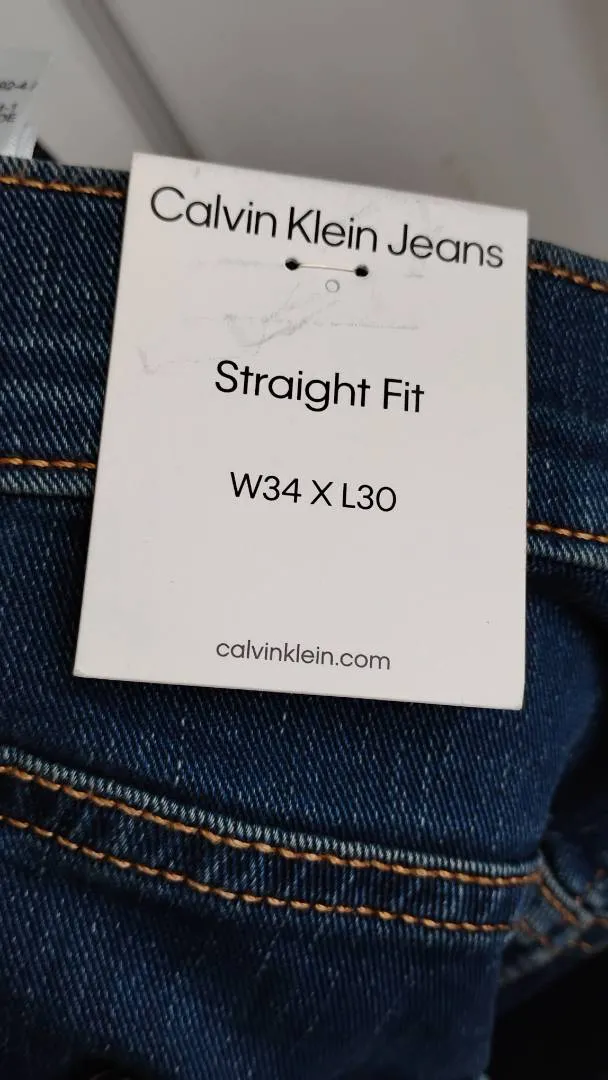 Calvin Klein Jeans
Straight Fit
W34 X L30
calvinklein.com